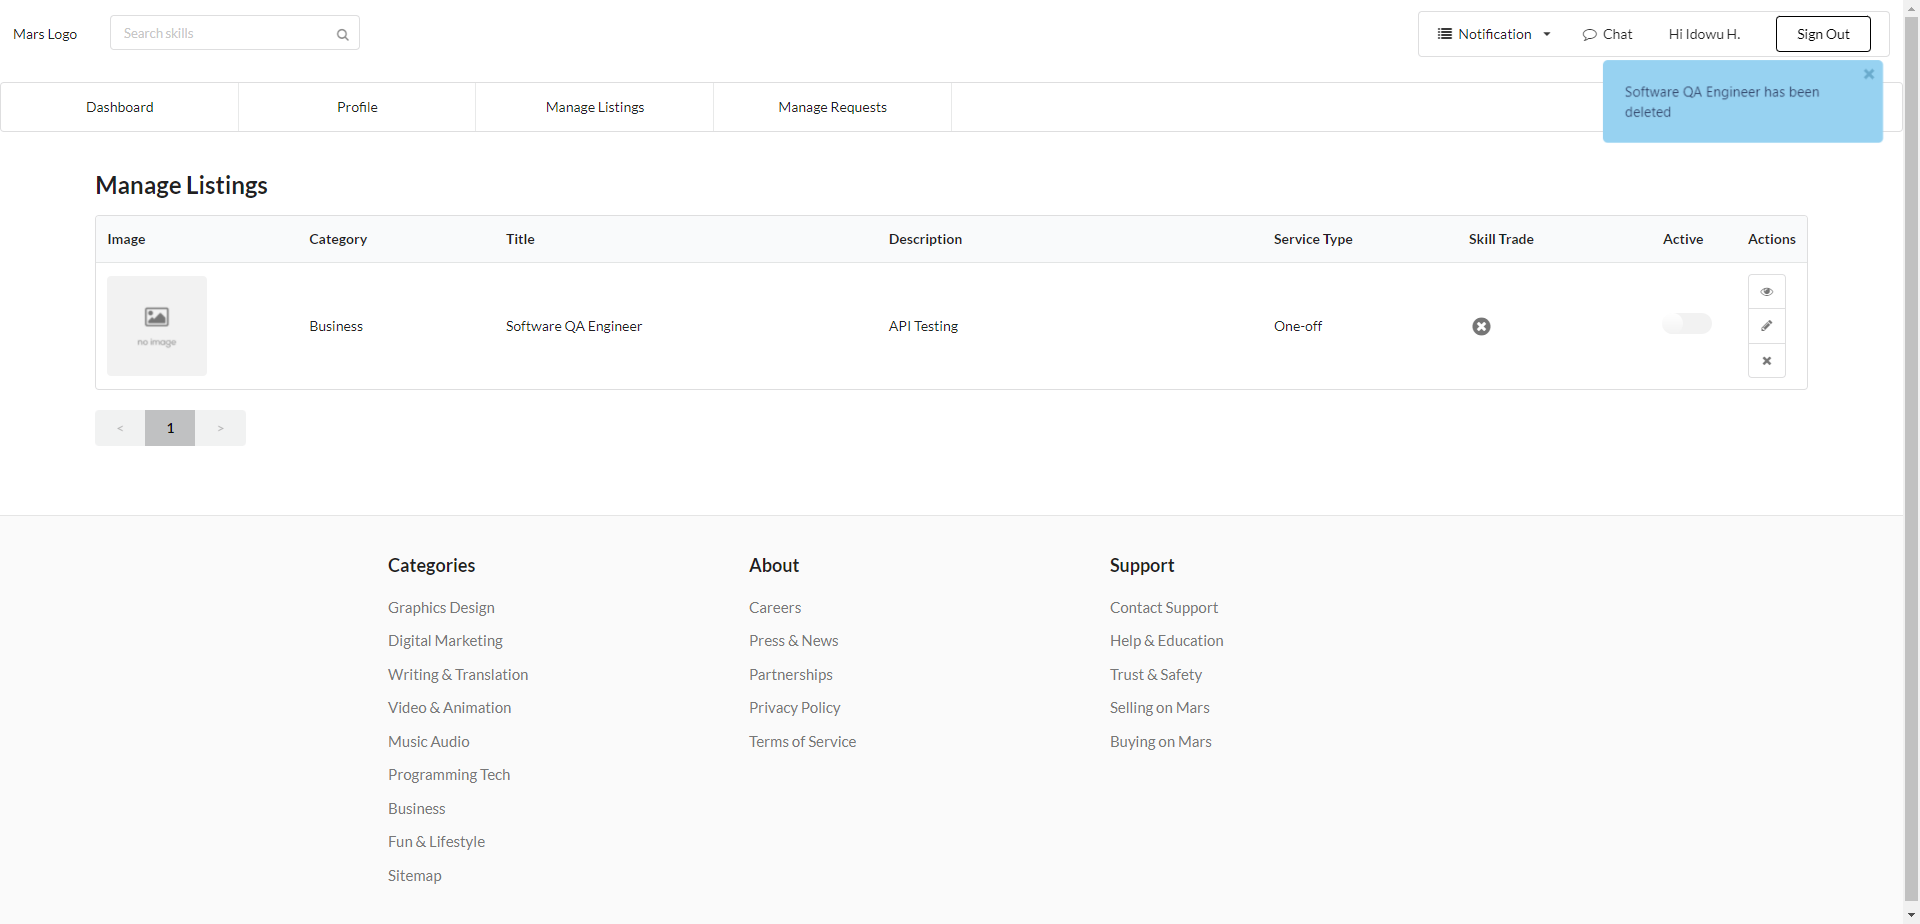 Mars Logo
Search skills
Notification
Chat
Hi Idowu H.
Sign Out
Dashboard
Profile
Manage Listings
Manage Requests
Software QA Engineer has been
deleted
Manage Listings
Image Category Title Description Service Type Skill Trade Active Actions
no image
Business Software QA Engineer API Testing One-off
< 1 >
Categories
Graphics Design
Digital Marketing
Writing & Translation
Video & Animation
Music Audio
Programming Tech
Business
Fun & Lifestyle
Sitemap
About
Careers
Press & News
Partnerships
Privacy Policy
Terms of Service
Support
Contact Support
Help & Education
Trust & Safety
Selling on Mars
Buying on Mars